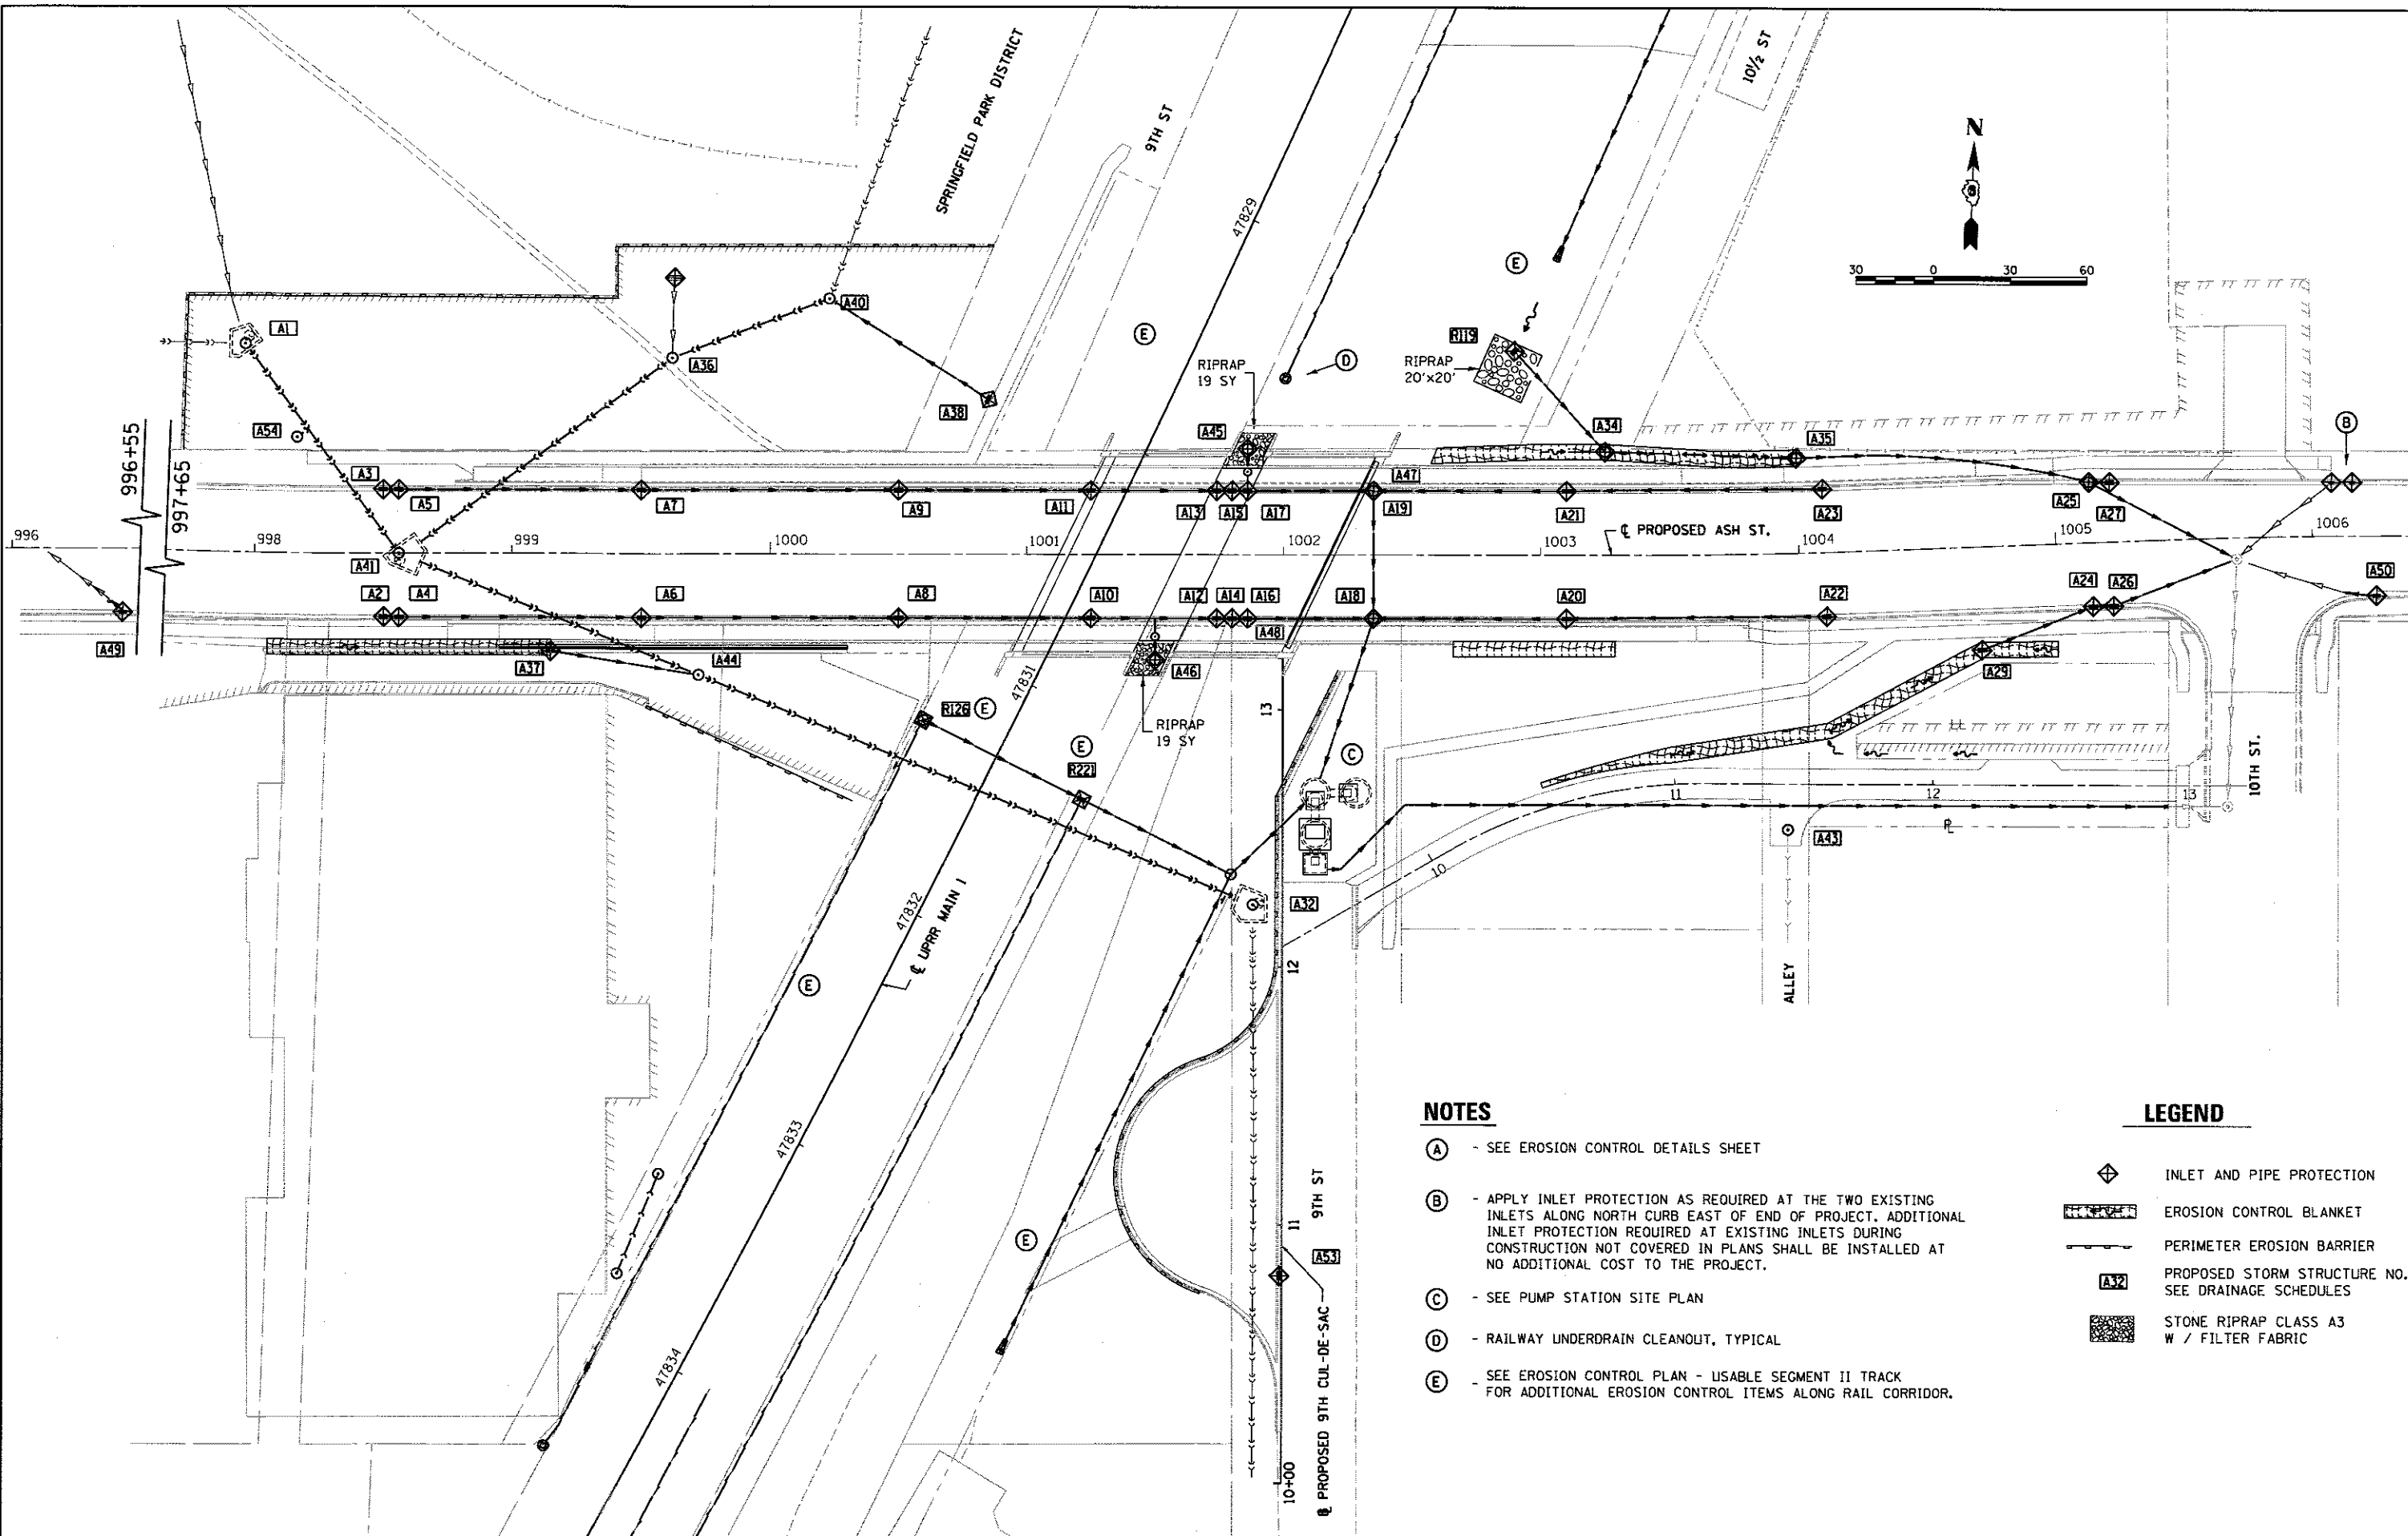 SPRINGFIELD PARK DISTRICT
9TH ST
10½ ST
47829
N
30 0 30 60
E
E
D
RIPRAP
19 SY
R119
RIPRAP
20'x20'
A1
A40
A36
A38
A54
A45
A34
A35
B
996+55
997+65
A3
A5
A7
A9
A11
A13
A15
A17
A47
A19
A21
A23
A25
A27
℄ PROPOSED ASH ST.
996
998
999
1000
1001
1002
1003
1004
1005
1006
A41
A2
A4
A6
A8
A10
A12
A14
A16
A18
A20
A22
A24
A26
A50
A49
A37
A44
A48
A46
A29
47831
R126
E
E
R221
RIPRAP
19 SY
13
C
11
12
13
10TH ST.
P L
A43
10
A32
47832
℄ UPRR MAIN 1
E
12
ALLEY
47833
E
11
9TH ST
A53
47834
10+00
PROPOSED 9TH CUL-DE-SAC
NOTES
A - SEE EROSION CONTROL DETAILS SHEET
B - APPLY INLET PROTECTION AS REQUIRED AT THE TWO EXISTING
INLETS ALONG NORTH CURB EAST OF END OF PROJECT. ADDITIONAL
INLET PROTECTION REQUIRED AT EXISTING INLETS DURING
CONSTRUCTION NOT COVERED IN PLANS SHALL BE INSTALLED AT
NO ADDITIONAL COST TO THE PROJECT.
C - SEE PUMP STATION SITE PLAN
D - RAILWAY UNDERDRAIN CLEANOUT, TYPICAL
E - SEE EROSION CONTROL PLAN - USABLE SEGMENT II TRACK
FOR ADDITIONAL EROSION CONTROL ITEMS ALONG RAIL CORRIDOR.
LEGEND
INLET AND PIPE PROTECTION
EROSION CONTROL BLANKET
PERIMETER EROSION BARRIER
A32 PROPOSED STORM STRUCTURE NO.
SEE DRAINAGE SCHEDULES
STONE RIPRAP CLASS A3
W / FILTER FABRIC